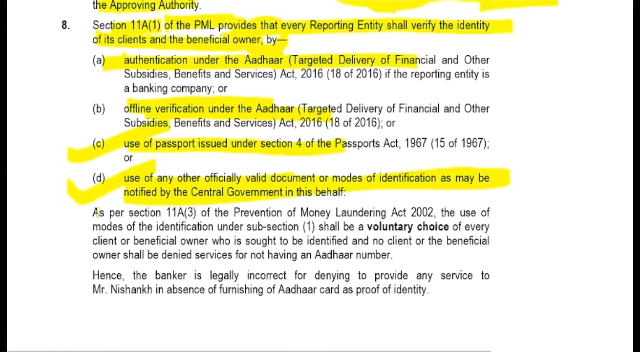 the Approving Authority.
8. Section 11A(1) of the PML provides that every Reporting Entity shall verify the identity
of its clients and the beneficial owner, by—
(a) authentication under the Aadhaar (Targeted Delivery of Financial and Other
Subsidies, Benefits and Services) Act, 2016 (18 of 2016) if the reporting entity is
a banking company; or
(b) offline verification under the Aadhaar (Targeted Delivery of Financial and Other
Subsidies, Benefits and Services) Act, 2016 (18 of 2016); or
(c) use of passport issued under section 4 of the Passports Act, 1967 (15 of 1967);
or
(d) use of any other officially valid document or modes of identification as may be
notified by the Central Government in this behalf:
As per section 11A(3) of the Prevention of Money Laundering Act 2002, the use of
modes of the identification under sub-section (1) shall be a voluntary choice of every
client or beneficial owner who is sought to be identified and no client or the beneficial
owner shall be denied services for not having an Aadhaar number.
Hence, the banker is legally incorrect for denying to provide any service to
Mr. Nishankh in absence of furnishing of Aadhaar card as proof of identity.